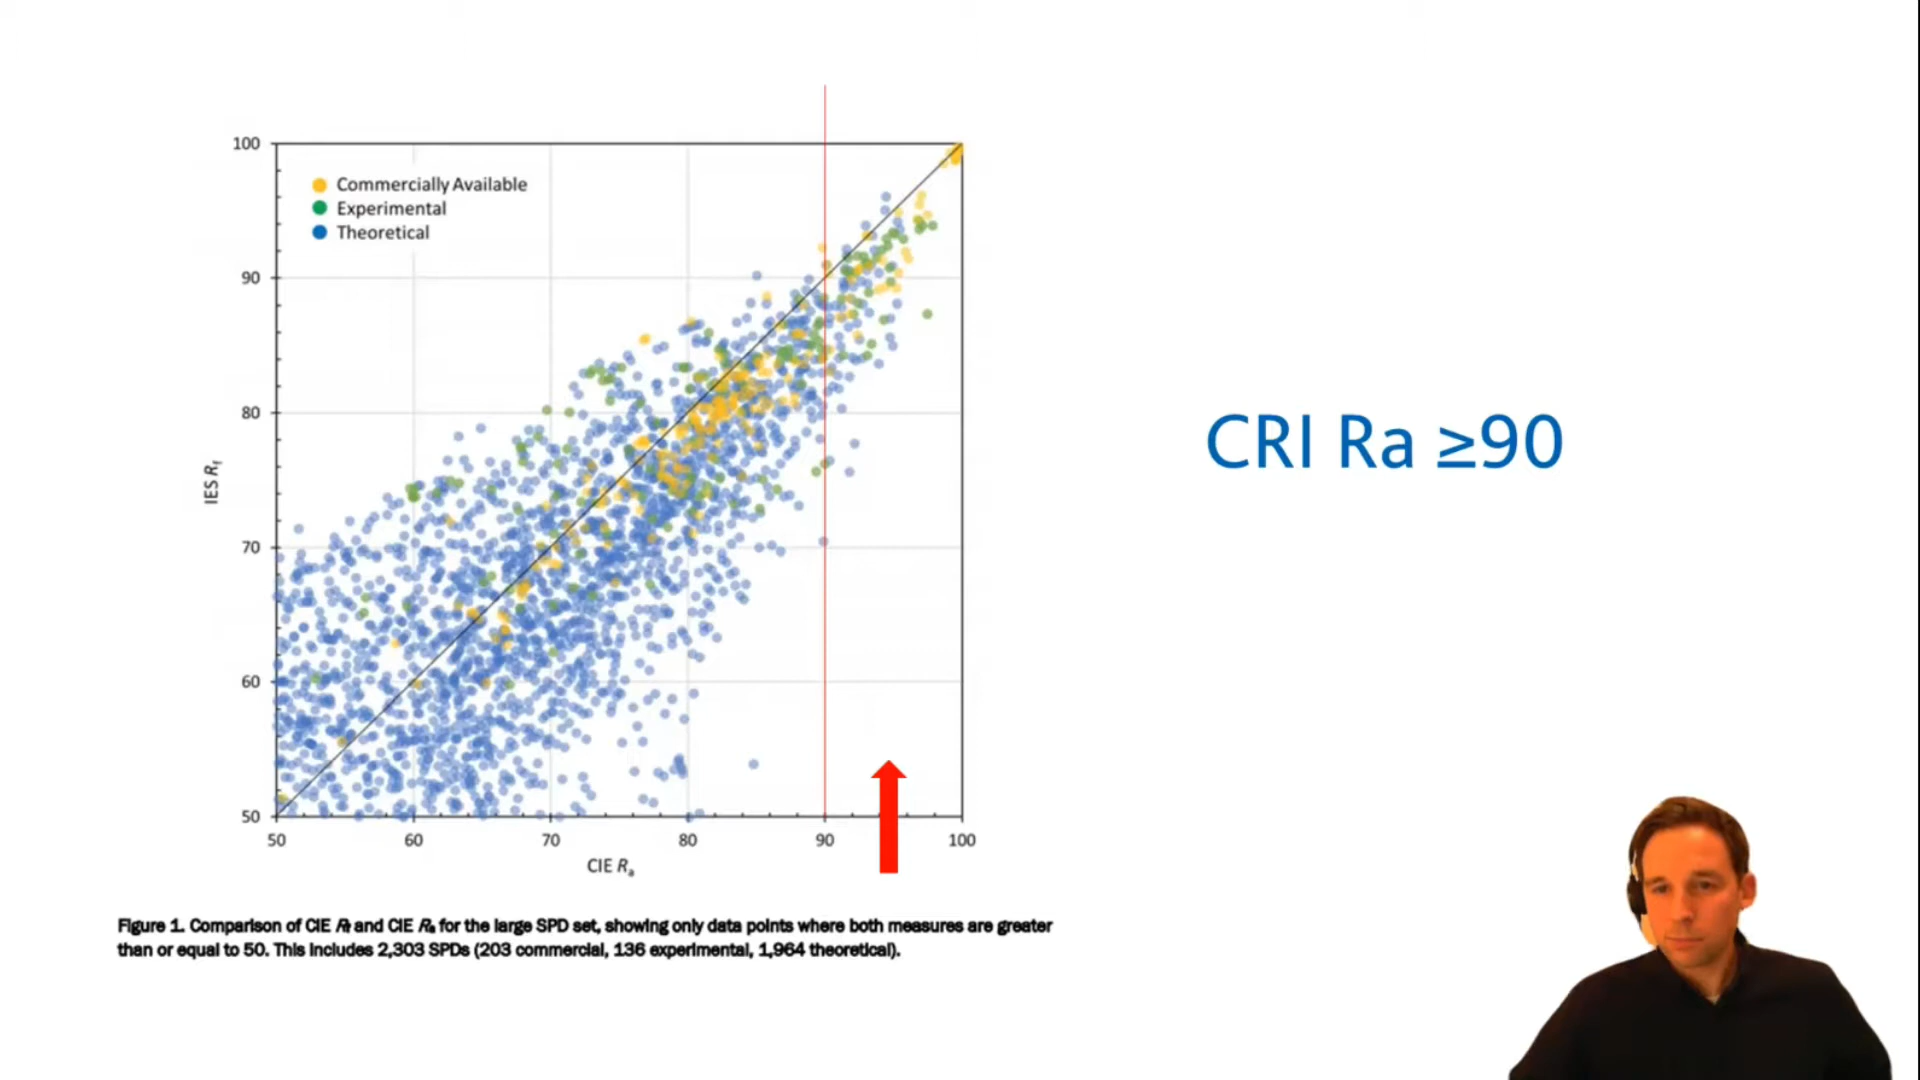 100
90
80
70
60
50
IES Rf
Commercially Available
Experimental
Theoretical
50 60 70 80 90 100
CIE Ra
CRI Ra ≥90
Figure 1. Comparison of CIE Rf and CIE Ra for the large SPD set, showing only data points where both measures are greater
than or equal to 50. This includes 2,303 SPDs (203 commercial, 136 experimental, 1,964 theoretical).